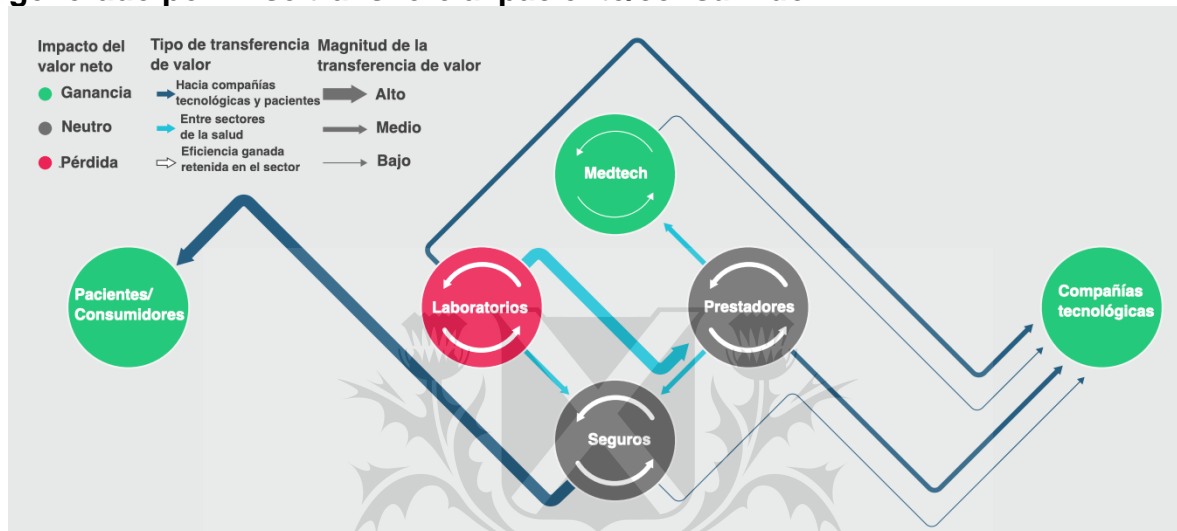 Impacto del
valor neto
Ganancia
Neutro
Pérdida
Tipo de transferencia
de valor
Hacia compañías
tecnológicas y pacientes
Entre sectores
de la salud
Eficiencia ganada
retenida en el sector
Magnitud de la
transferencia de valor
Alto
Medio
Bajo
Medtech
Pacientes/
Consumidores
Laboratorios
Prestadores
Compañías
tecnológicas
Seguros